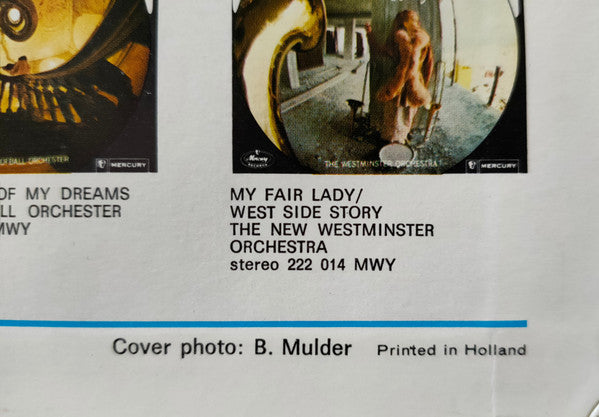 MERCURY
Mercury
RECORDS
THE WESTMINSTER ORCHESTRA
MERCURY
OF MY DREAMS
LL ORCHESTER
MWY
MY FAIR LADY/
WEST SIDE STORY
THE NEW WESTMINSTER
ORCHESTRA
stereo 222 014 MWY
Cover photo: B. Mulder Printed in Holland